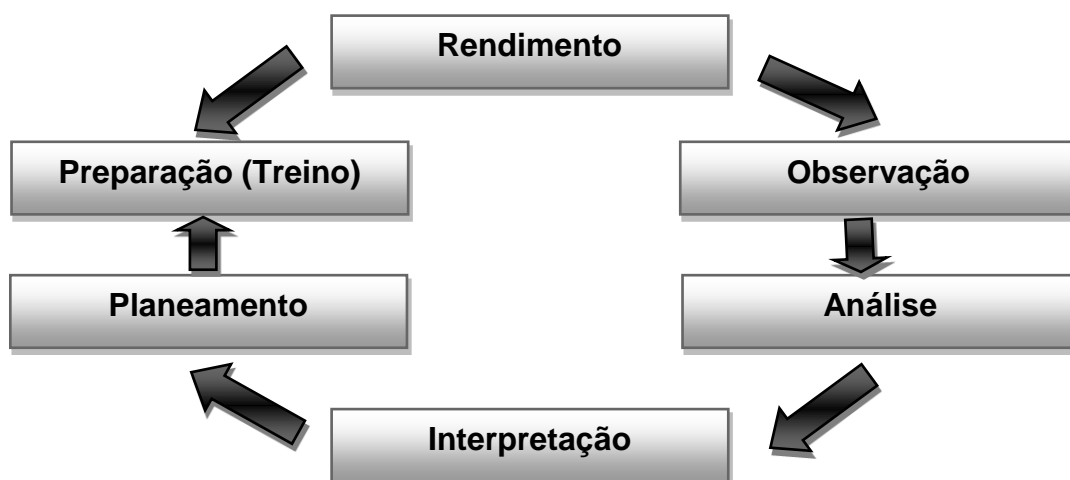 Rendimento
Preparação (Treino)
Observação
Planeamento
Análise
Interpretação